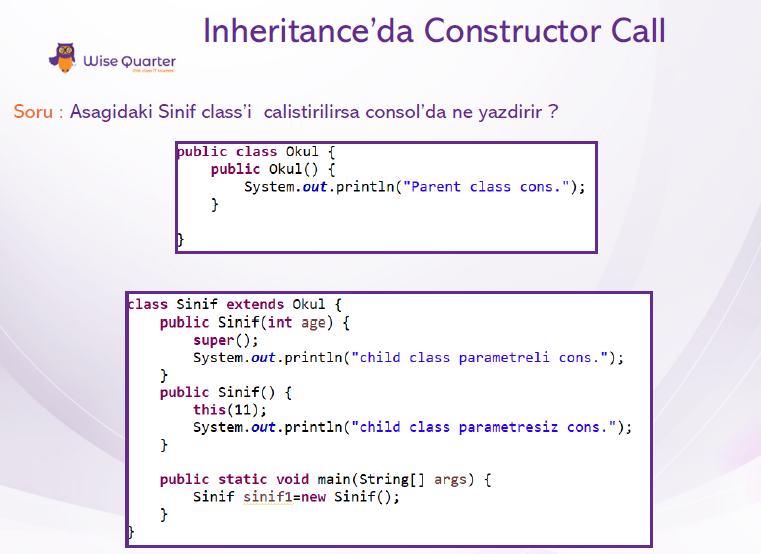 Inheritance’da Constructor Call
Wise Quarter
Soru : Asagidaki Sinif class’i calistirilirsa consol’da ne yazdirir ?
public class Okul {
    public Okul() {
        System.out.println("Parent class cons.");
    }
}
class Sinif extends Okul {
    public Sinif(int age) {
        super();
        System.out.println("child class parametreli cons.");
    }
    public Sinif() {
        this(11);
        System.out.println("child class parametresiz cons.");
    }
    public static void main(String[] args) {
        Sinif sinif1=new Sinif();
    }
}